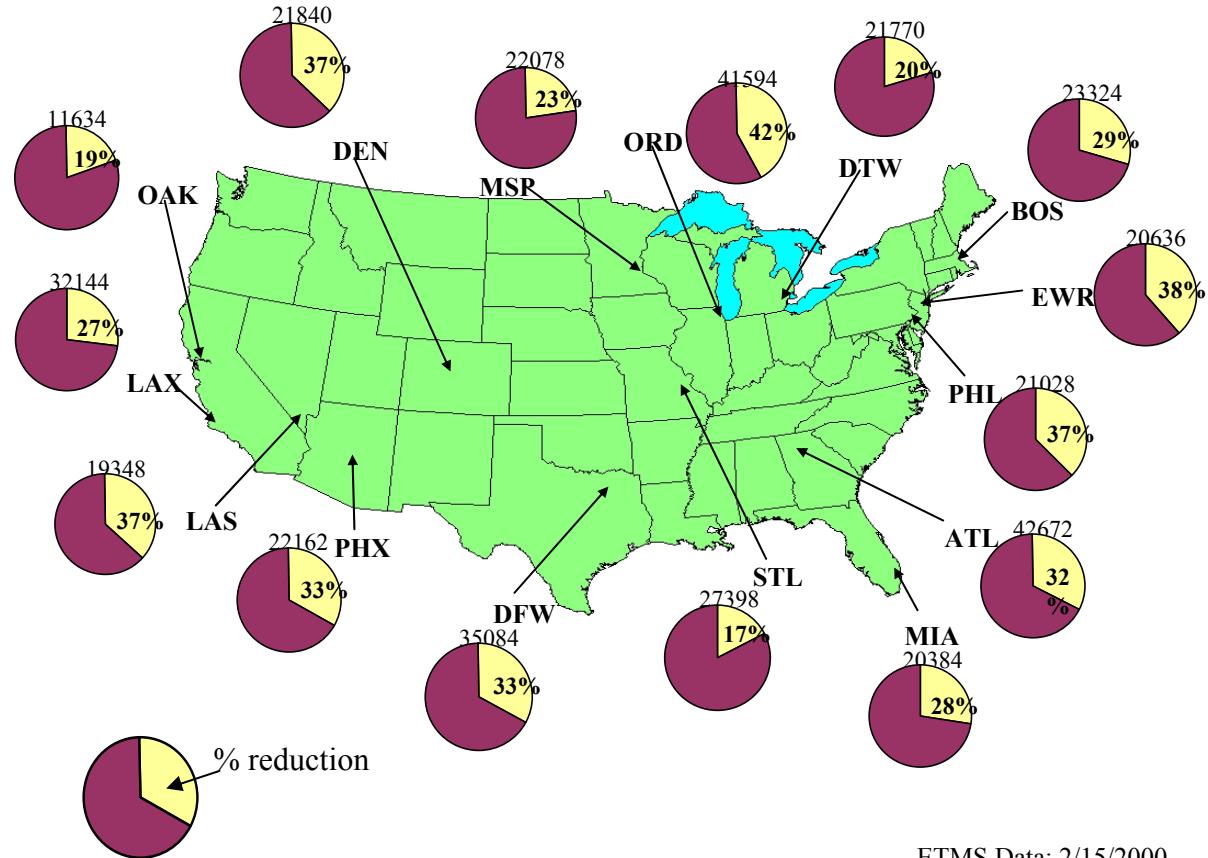 21840
37%
22078
23%
41594
42%
21770
20%
23324
29%
11634
19%
DEN
ORD
DTW
MSP
OAK
BOS
20636
38%
32144
27%
EWR
LAX
PHL
21028
37%
19348
37%
LAS
PHX
22162
33%
ATL
42672
32
%
STL
DFW
27398
17%
35084
33%
MIA
20384
28%
% reduction
ETMS Data: 2/15/2000